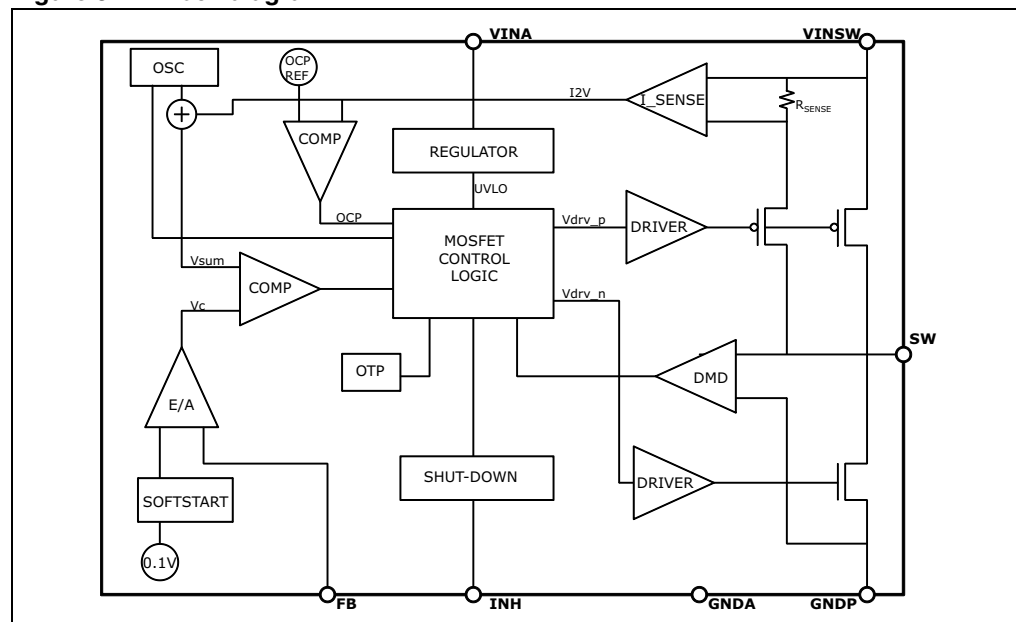 VINA
VINSW
OSC
OCP
REF
I2V
I_SENSE
RSENSE
COMP
REGULATOR
UVLO
OCP
Vdrv_p
DRIVER
MOSFET
CONTROL
LOGIC
Vsum
COMP
Vc
Vdrv_n
SW
OTP
DMD
E/A
SHUT-DOWN
DRIVER
SOFTSTART
0.1V
FB
INH
GNDA
GNDP